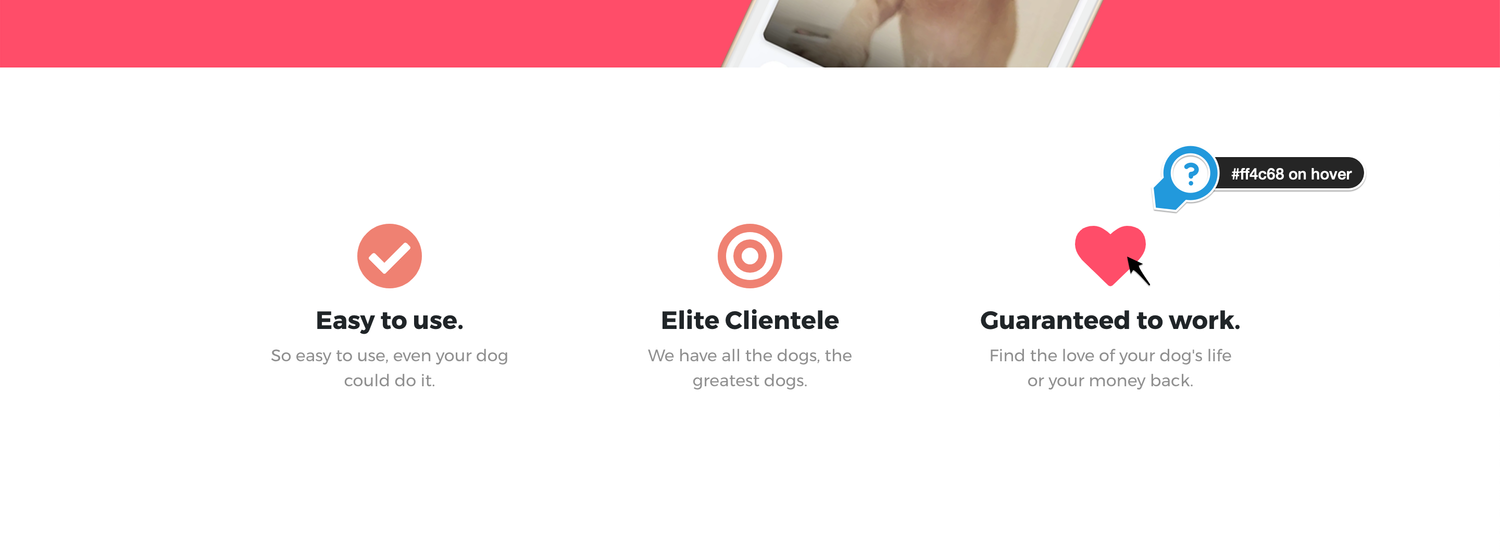 #ff4c68 on hover
Easy to use.
So easy to use, even your dog
could do it.
Elite Clientele
We have all the dogs, the
greatest dogs.
Guaranteed to work.
Find the love of your dog's life
or your money back.